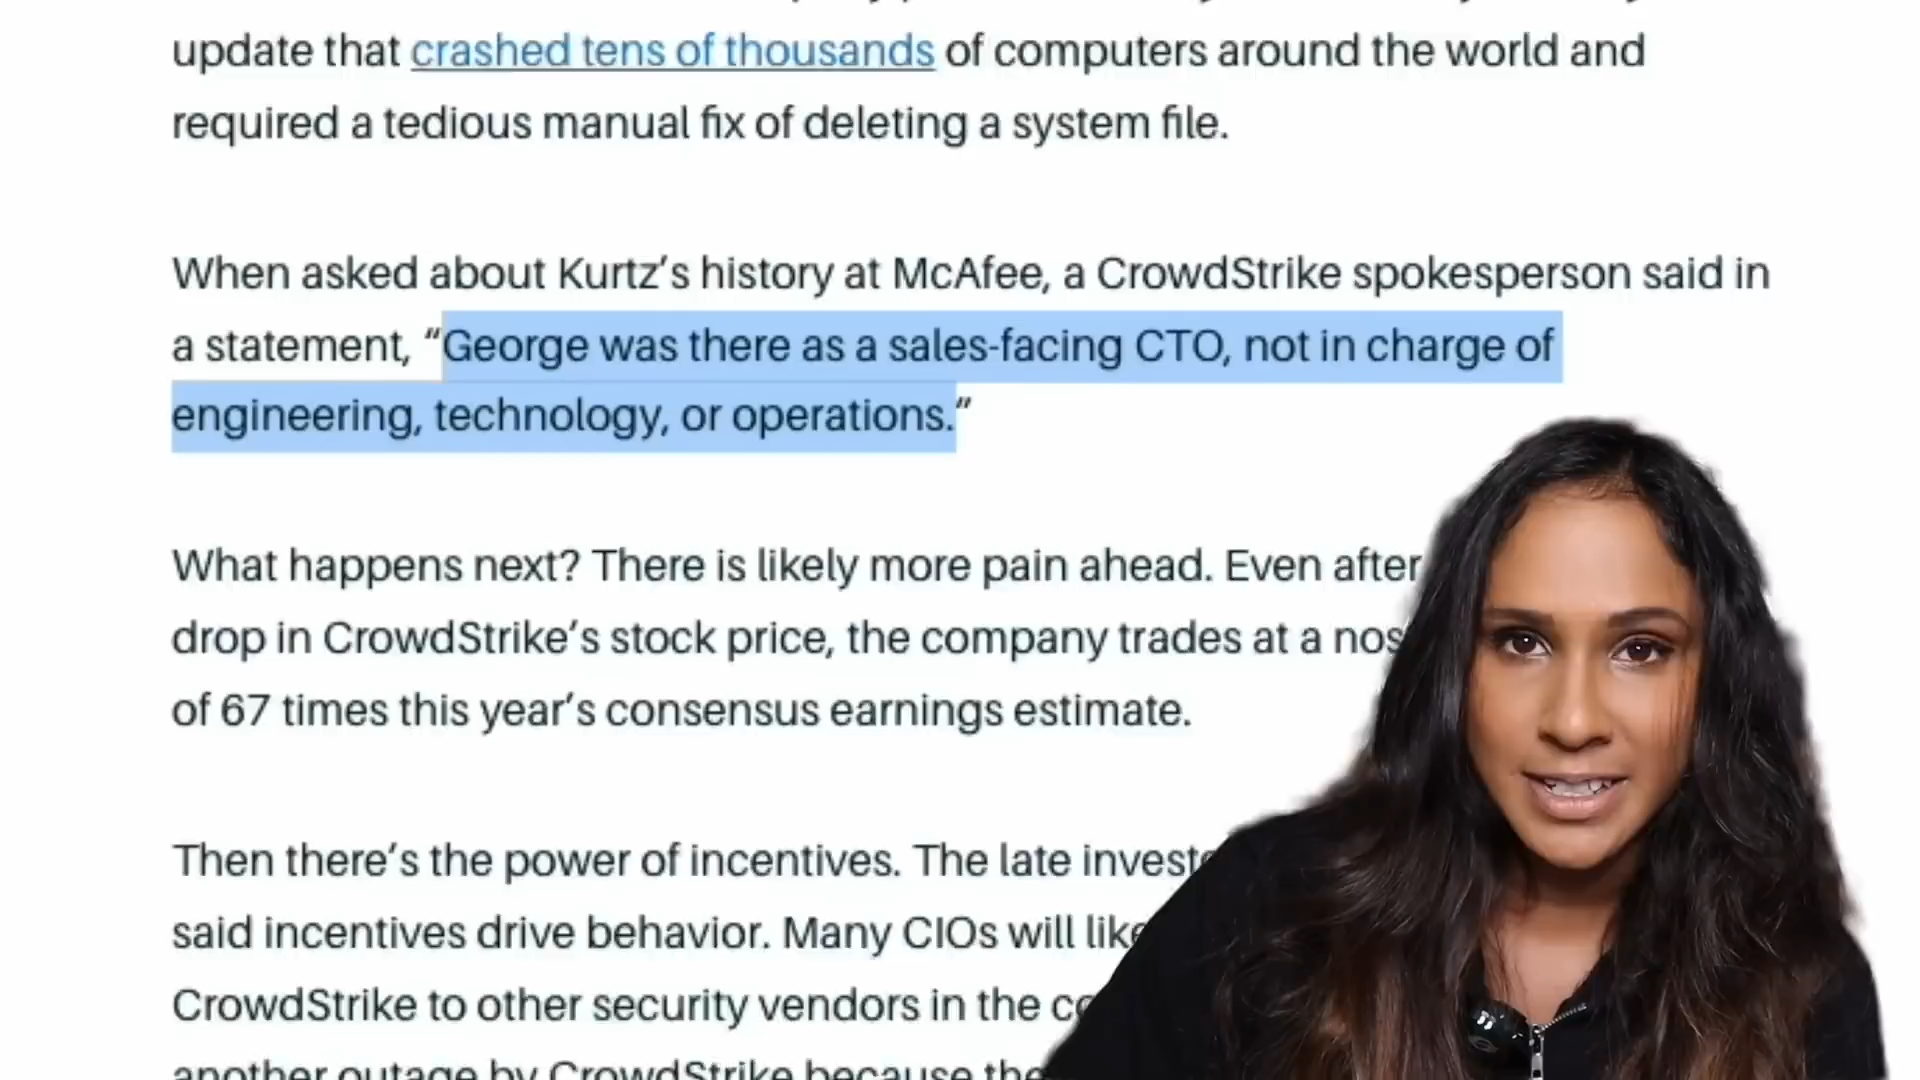 update that crashed tens of thousands of computers around the world and
required a tedious manual fix of deleting a system file.
When asked about Kurtz’s history at McAfee, a CrowdStrike spokesperson said in
a statement, “George was there as a sales-facing CTO, not in charge of
engineering, technology, or operations.”
What happens next? There is likely more pain ahead. Even after
drop in CrowdStrike’s stock price, the company trades at a
of 67 times this year’s consensus earnings estimate.
Then there’s the power of incentives. The late
said incentives drive behavior. Many CIOs will
CrowdStrike to other security vendors in the
another outage by CrowdStrike because the